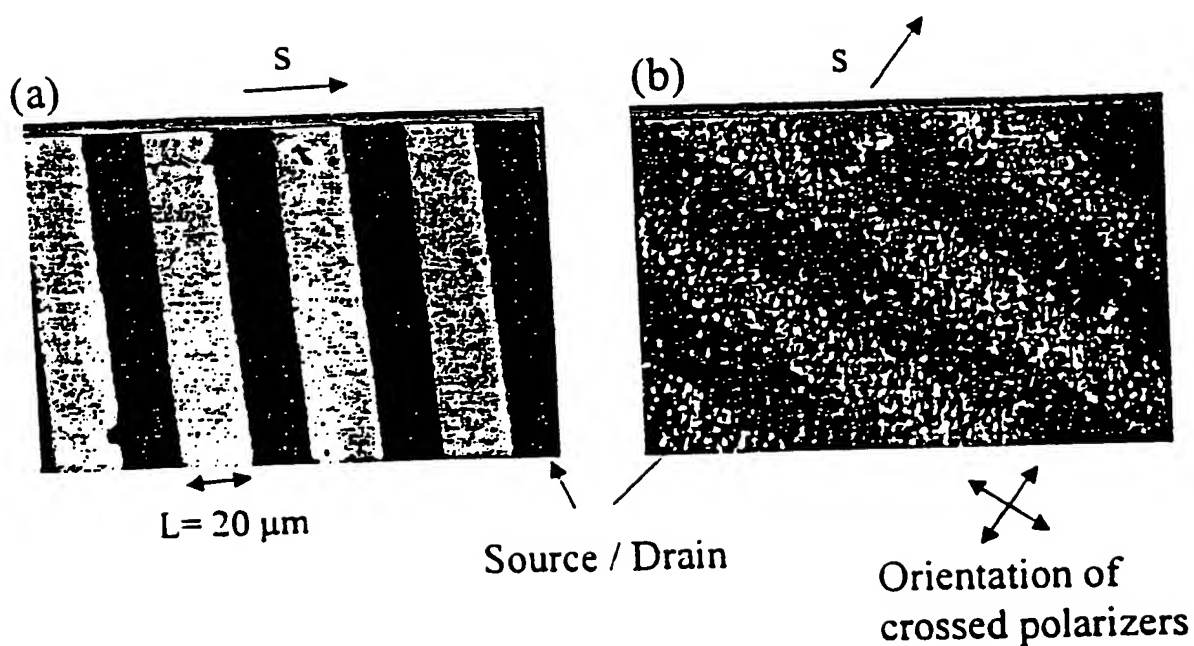 (a)
S
(b)
S
L= 20 μm
Source / Drain
Orientation of
crossed polarizers